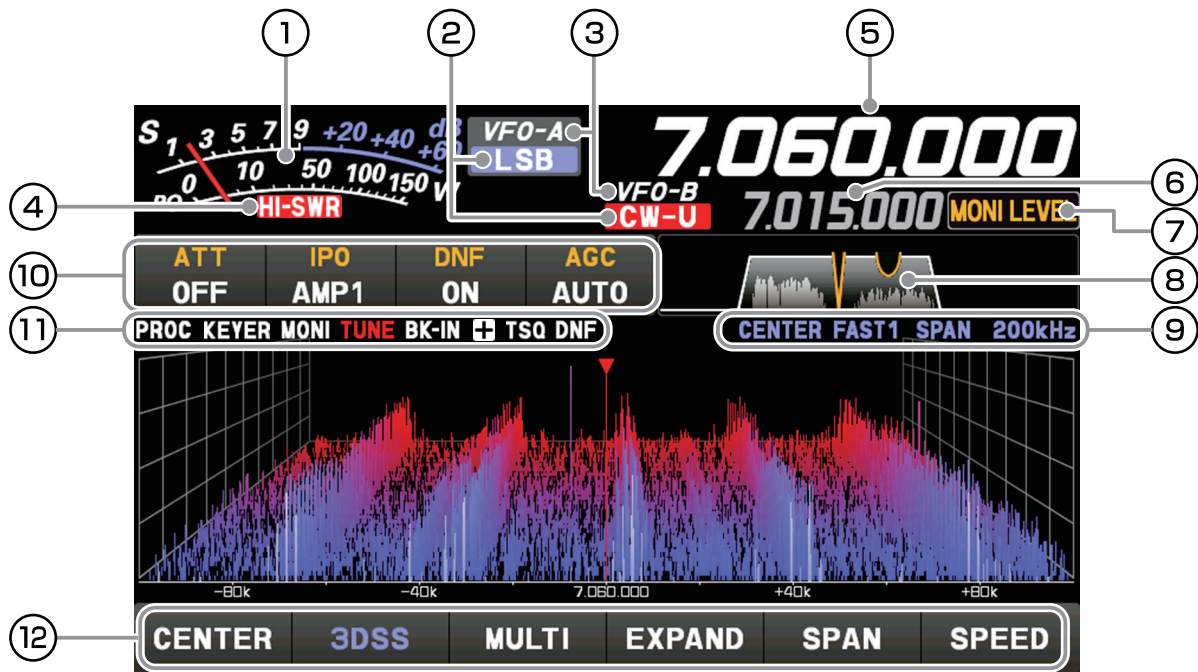 1 2 3 5
S 1 3 5 7 9 +20 +40 +60 dB
VFO-A
7.060.000
LSB
PO 0 10 50 100 150 W
VFO-B
6
4 HI-SWR
CW-U 7.015.000 MONI LEVEL
7
10 ATT IPO DNF AGC
8
OFF AMP1 ON AUTO
11 PROC KEYER MONI TUNE BK-IN + TSQ DNF
CENTER FAST1 SPAN 200kHz 9
-80k -40k 7.060.000 +40k +80k
12 CENTER 3DSS MULTI EXPAND SPAN SPEED